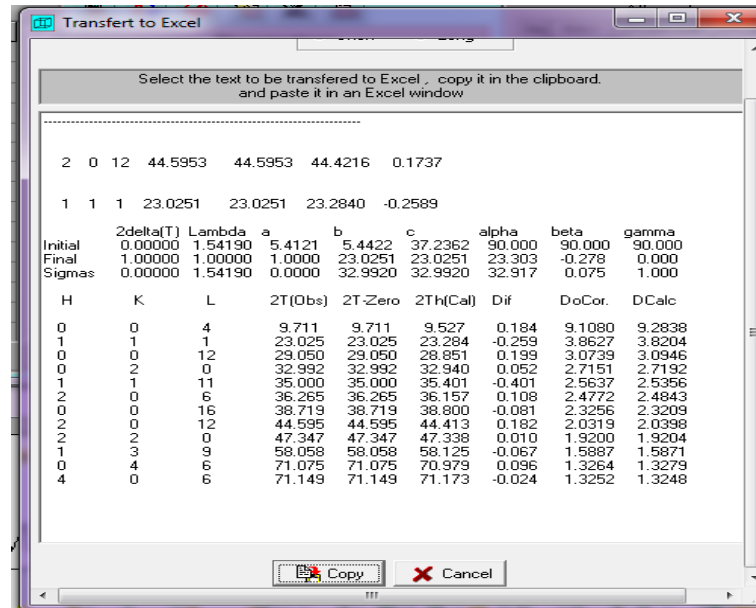 Transfert to Excel
Select the text to be transfered to Excel , copy it in the clipboard.
and paste it in an Excel window
--------------------------------------------------------------------------------
2 0 12 44.5953 44.5953 44.4216 0.1737
1 1 1 23.0251 23.0251 23.2840 -0.2589
2delta(T) Lambda a b c alpha beta gamma
Initial 0.00000 1.54190 5.4121 5.4422 37.2362 90.000 90.000 90.000
Final 1.00000 1.00000 1.0000 23.0251 23.0251 23.303 -0.278 0.000
Sigmas 0.00000 1.54190 0.0000 32.9920 32.9920 32.917 0.075 1.000
H K L 2T(Obs) 2T-Zero 2Th(Cal) Dif DoCor. DCalc
0 0 4 9.711 9.711 9.527 0.184 9.1080 9.2838
1 1 1 23.025 23.025 23.284 -0.259 3.8627 3.8204
0 0 12 29.050 29.050 28.851 0.199 3.0739 3.0946
0 2 0 32.992 32.992 32.940 0.052 2.7151 2.7192
1 1 11 35.000 35.000 35.401 -0.401 2.5637 2.5356
2 0 6 36.265 36.265 36.157 0.108 2.4772 2.4843
0 0 16 38.719 38.719 38.800 -0.081 2.3256 2.3209
2 0 12 44.595 44.595 44.413 0.182 2.0319 2.0398
2 2 0 47.347 47.347 47.338 0.010 1.9200 1.9204
1 3 9 58.058 58.058 58.125 -0.067 1.5887 1.5871
0 4 6 71.075 71.075 70.979 0.096 1.3264 1.3279
4 0 6 71.149 71.149 71.173 -0.024 1.3252 1.3248
Copy Cancel